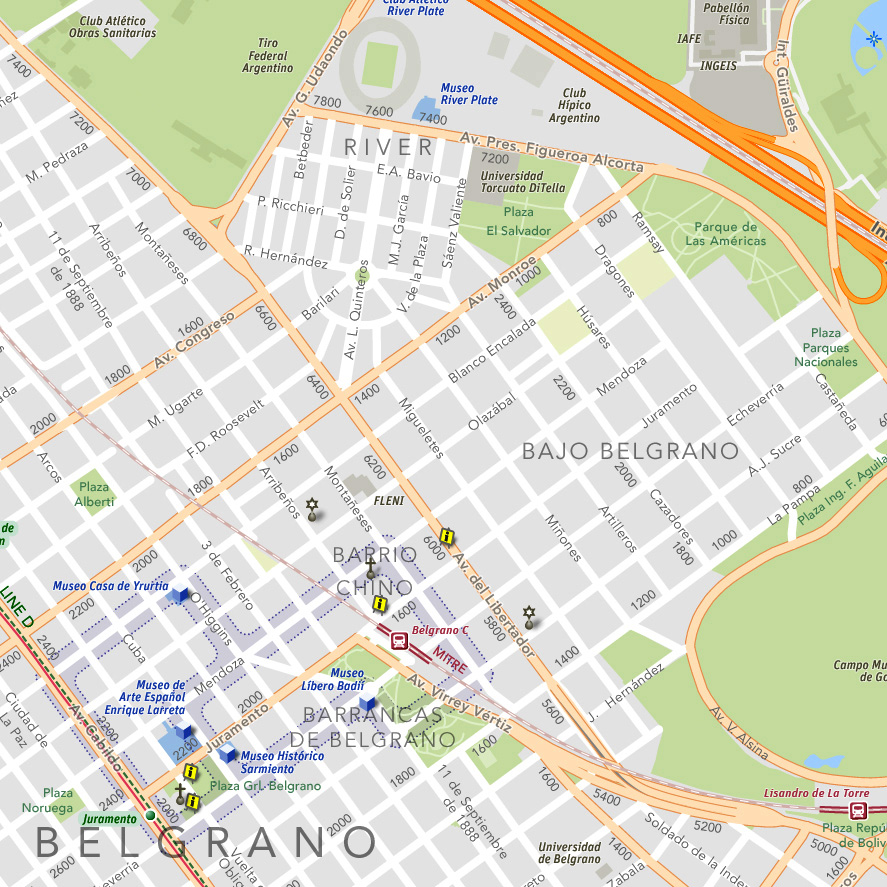 Club Atlético
River Plate
Club Atlético
Obras Sanitarias
Pabellón
Física
IAFE
INGEIS
Int. Güiraldes
Tiro
Federal
Argentino
Av. G. Udaondo
Museo
River Plate
Club
Hípico
Argentino
7400
7200
7000
6800
7800
7600
7400
7200
Av. Pres. Figueroa Alcorta
RIVER
Betbeder
E.A. Bavio
Universidad
Torcuato DiTella
M. Pedraza
P. Ricchieri
D. de Solier
M.J. García
Sáenz Valiente
Plaza
El Salvador
800
Ramsay
Parque de
Las Américas
Arribeños
Montañeses
11 de Septiembre
de 1888
R. Hernández
V. de la Plaza
Av. L. Quinteros
Barilari
Av. Monroe
1000
Dragones
1600
Av. Congreso
6600
2400
1200
Húsares
Blanco Encalada
Plaza
Parques
Nacionales
1800
2000
M. Ugarte
6400
1400
2200
Mendoza
Juramento
Echeverría
Castañeda
F.D. Roosevelt
Migueletes
Olazábal
BAJO BELGRANO
A.J. Sucre
Arcos
1600
1800
6200
2000
800
La Pampa
Plaza Ing. F. Aguila
Plaza
Alberti
Arribeños
Montañeses
FLENI
Cazadores
Artilleros
Miñones
1800
1000
BARRIO
CHINO
6000
Av. del Libertador
2000
3 de Febrero
Museo Casa de Yrurtia
O'Higgins
LINE D
2200
1600
Belgrano C
MITRE
5800
1200
1400
2400
2400
Cuba
Mendoza
Museo
Líbero Badií
Campo Mu
de Go
Museo de
Arte Español
Enrique Larreta
2000
Av. Virrey Vertiz
J. Hernández
BARRANCAS
DE BELGRANO
5600
Av. V. Alsina
Ciudad de
La Paz
Av. Cabildo
2200
2200
Juramento
Museo Histórico
Sarmiento
1600
1800
1600
Plaza Grl. Belgrano
Plaza
Noruega
2400
2000
Juramento
2000
11 de Septiembre
de 1888
5400
Lisandro de La Torre
5200
5000
Plaza Repú
de Boliv
BELGRANO
Vuelta de
Obli
Universidad
de Belgrano
Soldado de la Indep
Zabala
1600